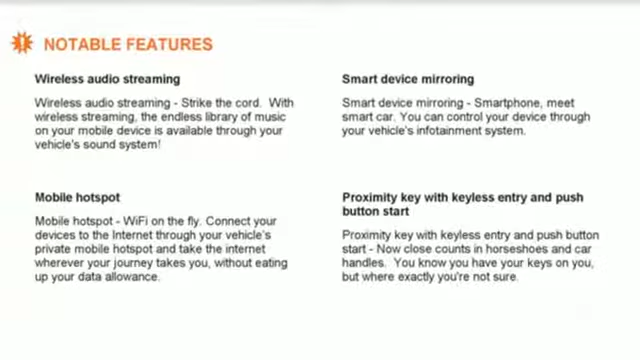 NOTABLE FEATURES
Wireless audio streaming
Wireless audio streaming - Strike the cord.  With
wireless streaming, the endless library of music
on your mobile device is available through your
vehicle's sound system!
Smart device mirroring
Smart device mirroring - Smartphone, meet
smart car. You can control your device through
your vehicle's infotainment system.
Mobile hotspot
Mobile hotspot - WiFi on the fly. Connect your
devices to the Internet through your vehicle's
private mobile hotspot and take the internet
wherever your journey takes you, without eating
up your data allowance.
Proximity key with keyless entry and push
button start
Proximity key with keyless entry and push button
start - Now close counts in horseshoes and car
handles.  You know you have your keys on you,
but where exactly you're not sure.